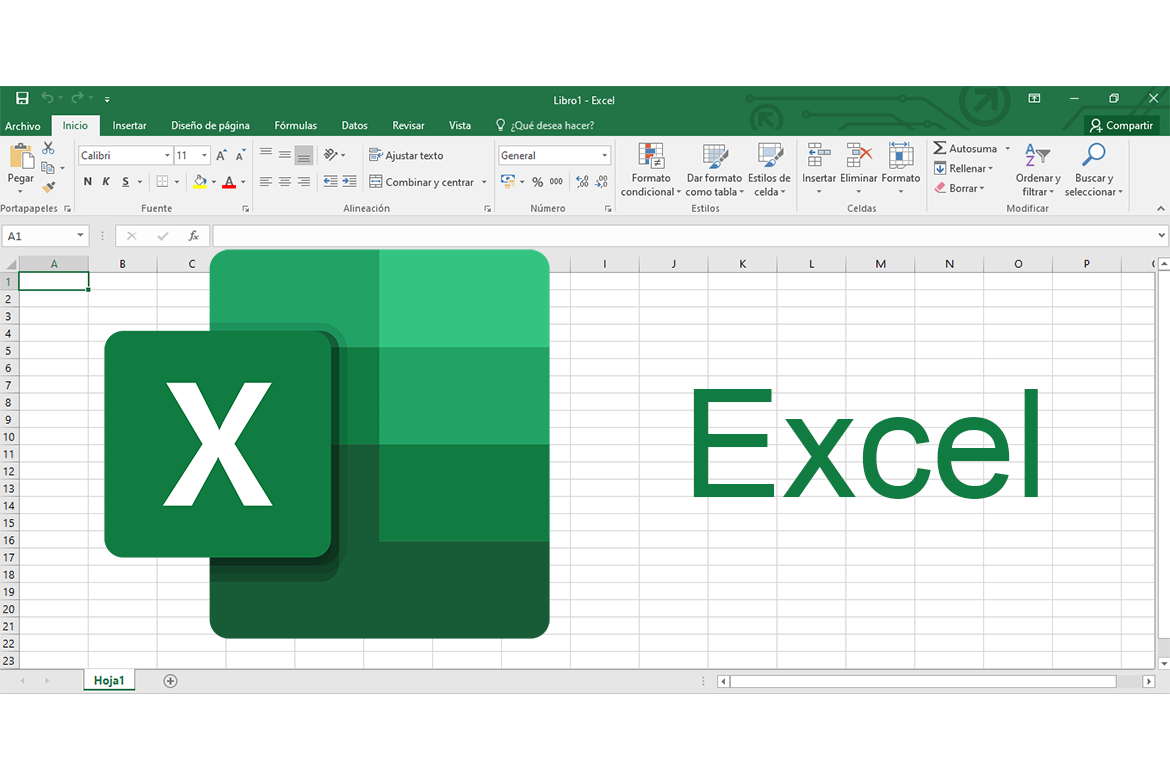 Libro1 - Excel
Archivo Inicio Insertar Diseño de página Fórmulas Datos Revisar Vista ¿Qué desea hacer? Compartir
Pegar
Calibri 11
N K S
A A
A
Ajustar texto
Combinar y centrar
General
% 000
Formato condicional
Dar formato como tabla
Estilos de celda
Insertar Eliminar Formato
Autosuma
Rellenar
Borrar
Ordenar y filtrar
Buscar y seleccionar
Portapapeles Fuente Alineación Número Estilos Celdas Modificar
A1 fx
A B C I J K L M N O P
1
2
3
4
5
6
7
8
9
10
11
12
13
14
15
16
17
18
19
20
21
22
23
X
Excel
Hoja1